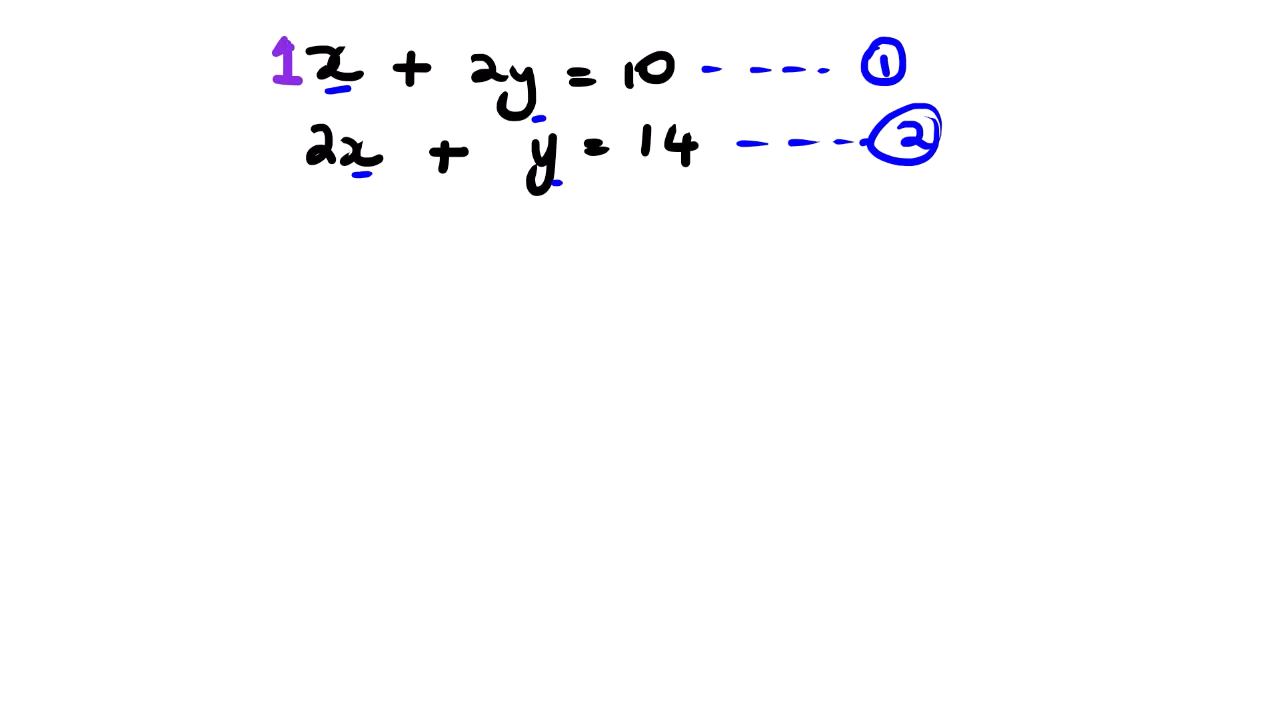 1x + 2y = 10 - - - - 1
2x + y = 14 - - - - 2